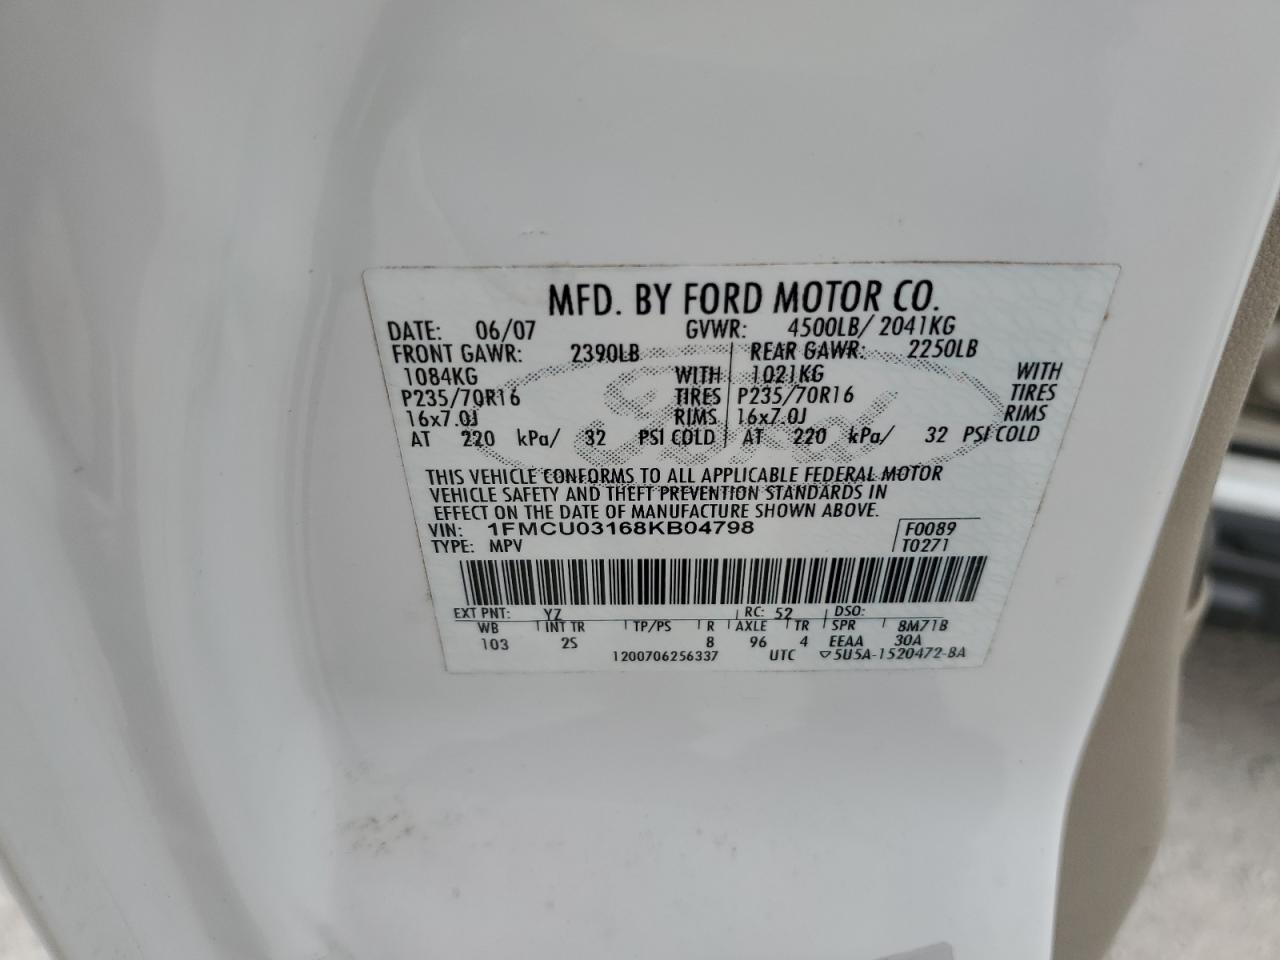 MFD. BY FORD MOTOR CO.
DATE: 06/07 GVWR: 4500LB/ 2041KG
FRONT GAWR: 2390LB REAR GAWR: 2250LB
1084KG WITH 1021KG WITH
P235/70R16 TIRES P235/70R16 TIRES
16x7.0J RIMS 16x7.0J RIMS
AT 220 kPa/ 32 PSI COLD AT 220 kPa/ 32 PSI COLD
Ford
THIS VEHICLE CONFORMS TO ALL APPLICABLE FEDERAL MOTOR
VEHICLE SAFETY AND THEFT PREVENTION STANDARDS IN
EFFECT ON THE DATE OF MANUFACTURE SHOWN ABOVE.
VIN: 1FMCU03168KB04798 F0089
TYPE: MPV T0271
EXT PNT: YZ RC: 52 DSO:
WB INT TR TP/PS R AXLE TR SPR 8M71B
103 2S 8 96 4 EEAA 30A
1200706256337 UTC ▽5U5A-1520472-BA